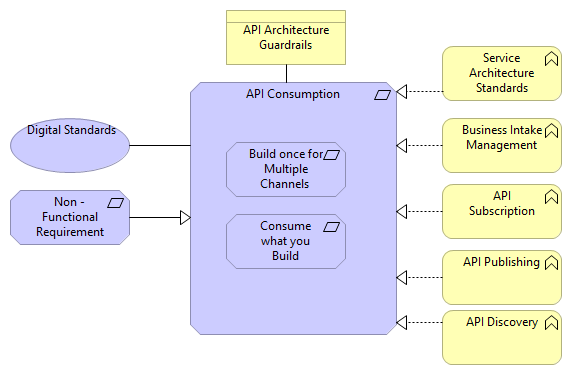 API Architecture
Guardrails
API Consumption
Service
Architecture
Standards
Digital Standards
Business Intake
Management
Build once for
Multiple
Channels
Non -
Functional
Requirement
API
Subscription
Consume
what you
Build
API Publishing
API Discovery